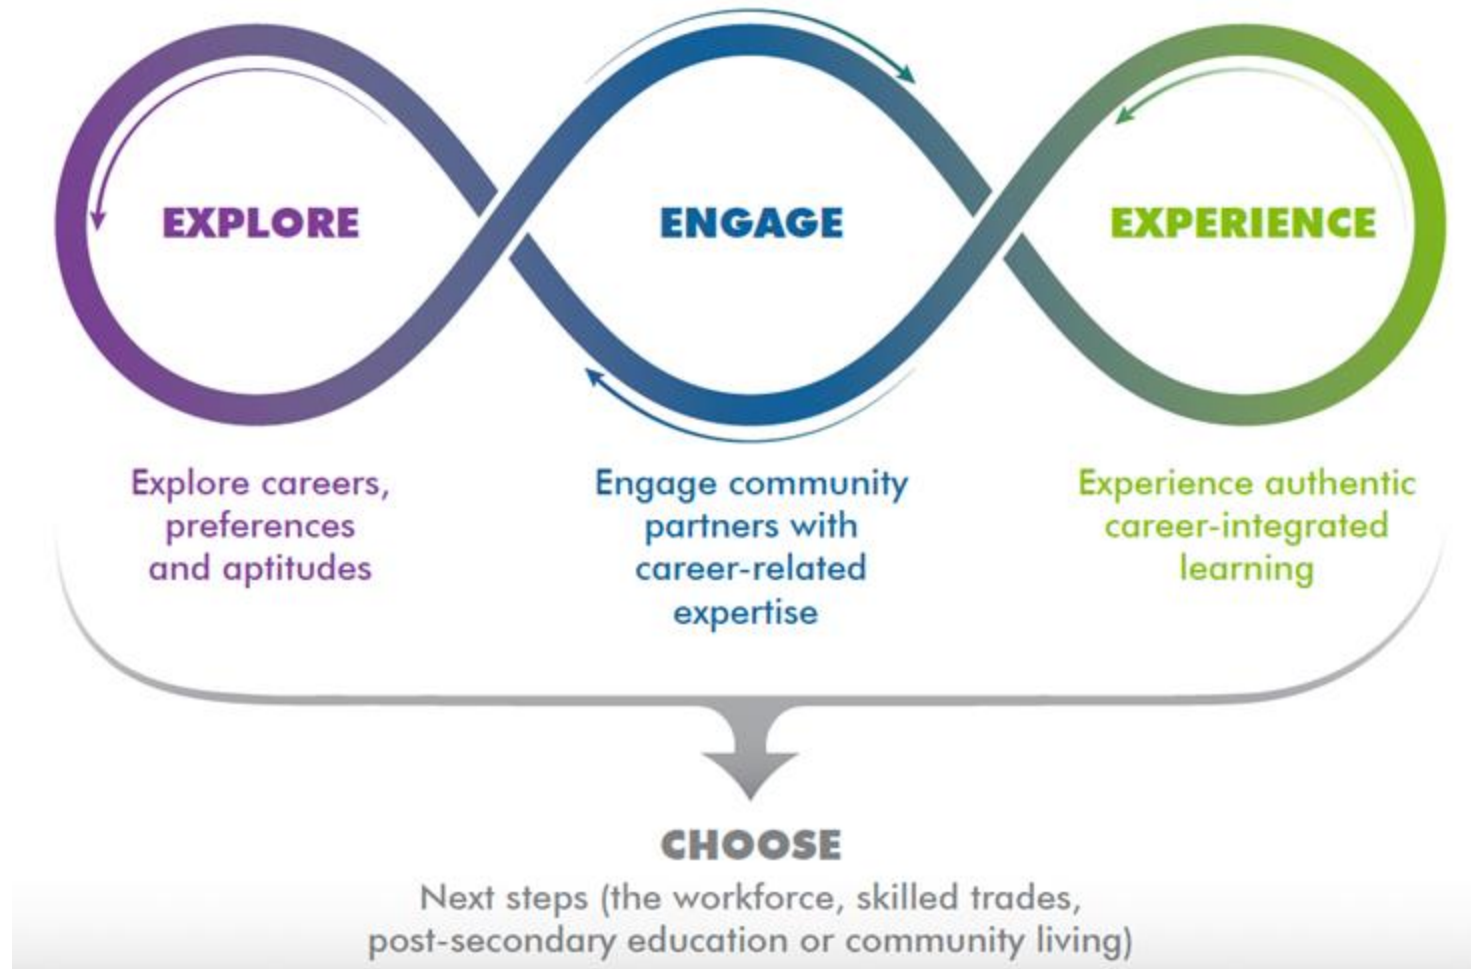 EXPLORE
ENGAGE
EXPERIENCE
Explore careers,
preferences
and aptitudes
Engage community
partners with
career-related
expertise
Experience authentic
career-integrated
learning
CHOOSE
Next steps (the workforce, skilled trades,
post-secondary education or community living)